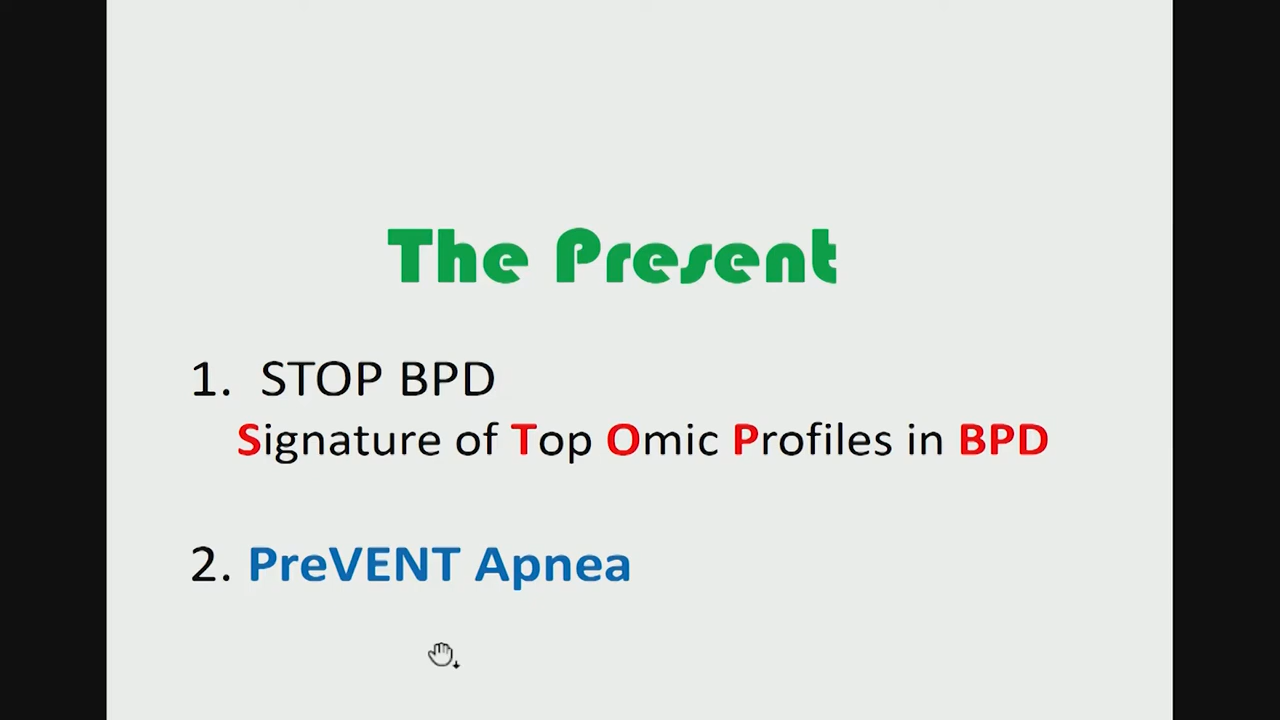 The Present
1. STOP BPD
Signature of Top Omic Profiles in BPD
2. PreVENT Apnea